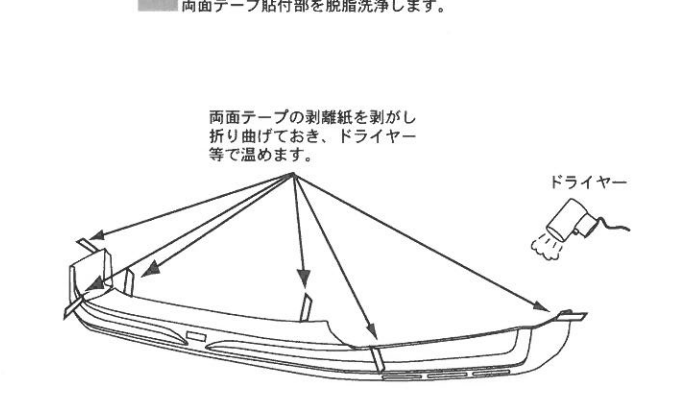 両面テープ貼付部を脱脂洗浄します。
両面テープの剥離紙を剥がし
折り曲げておき、ドライヤー
等で温めます。
ドライヤー